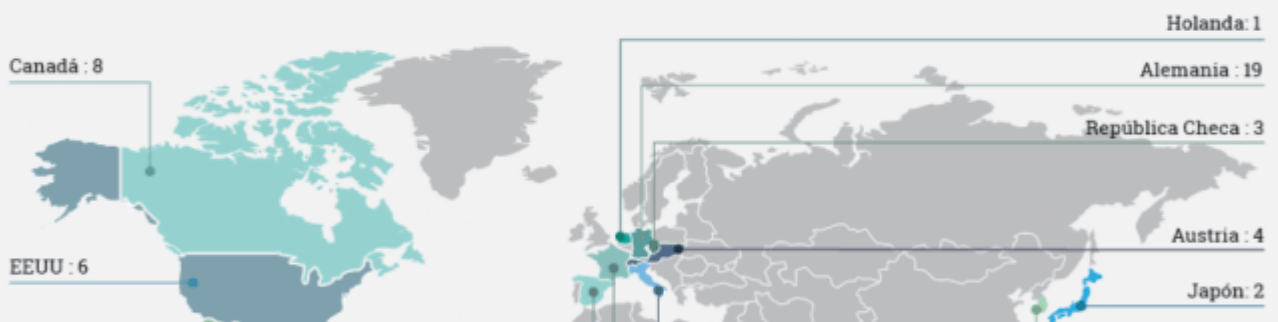 Holanda: 1
Canadá : 8
Alemania : 19
República Checa : 3
Austria : 4
EEUU : 6
Japón: 2